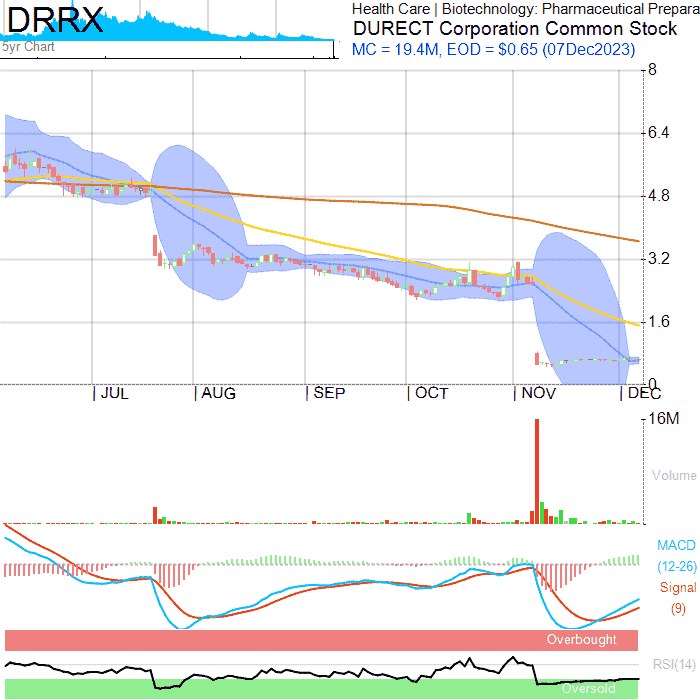 DRRX
5yr Chart
Health Care | Biotechnology: Pharmaceutical Prepara
DURECT Corporation Common Stock
MC = 19.4M, EOD = $0.65 (07Dec2023)
8
6.4
4.8
3.2
1.6
0
JUL AUG SEP OCT NOV DEC
16M
Volume
MACD
(12-26)
Signal
(9)
Overbought
RSI(14)
Oversold